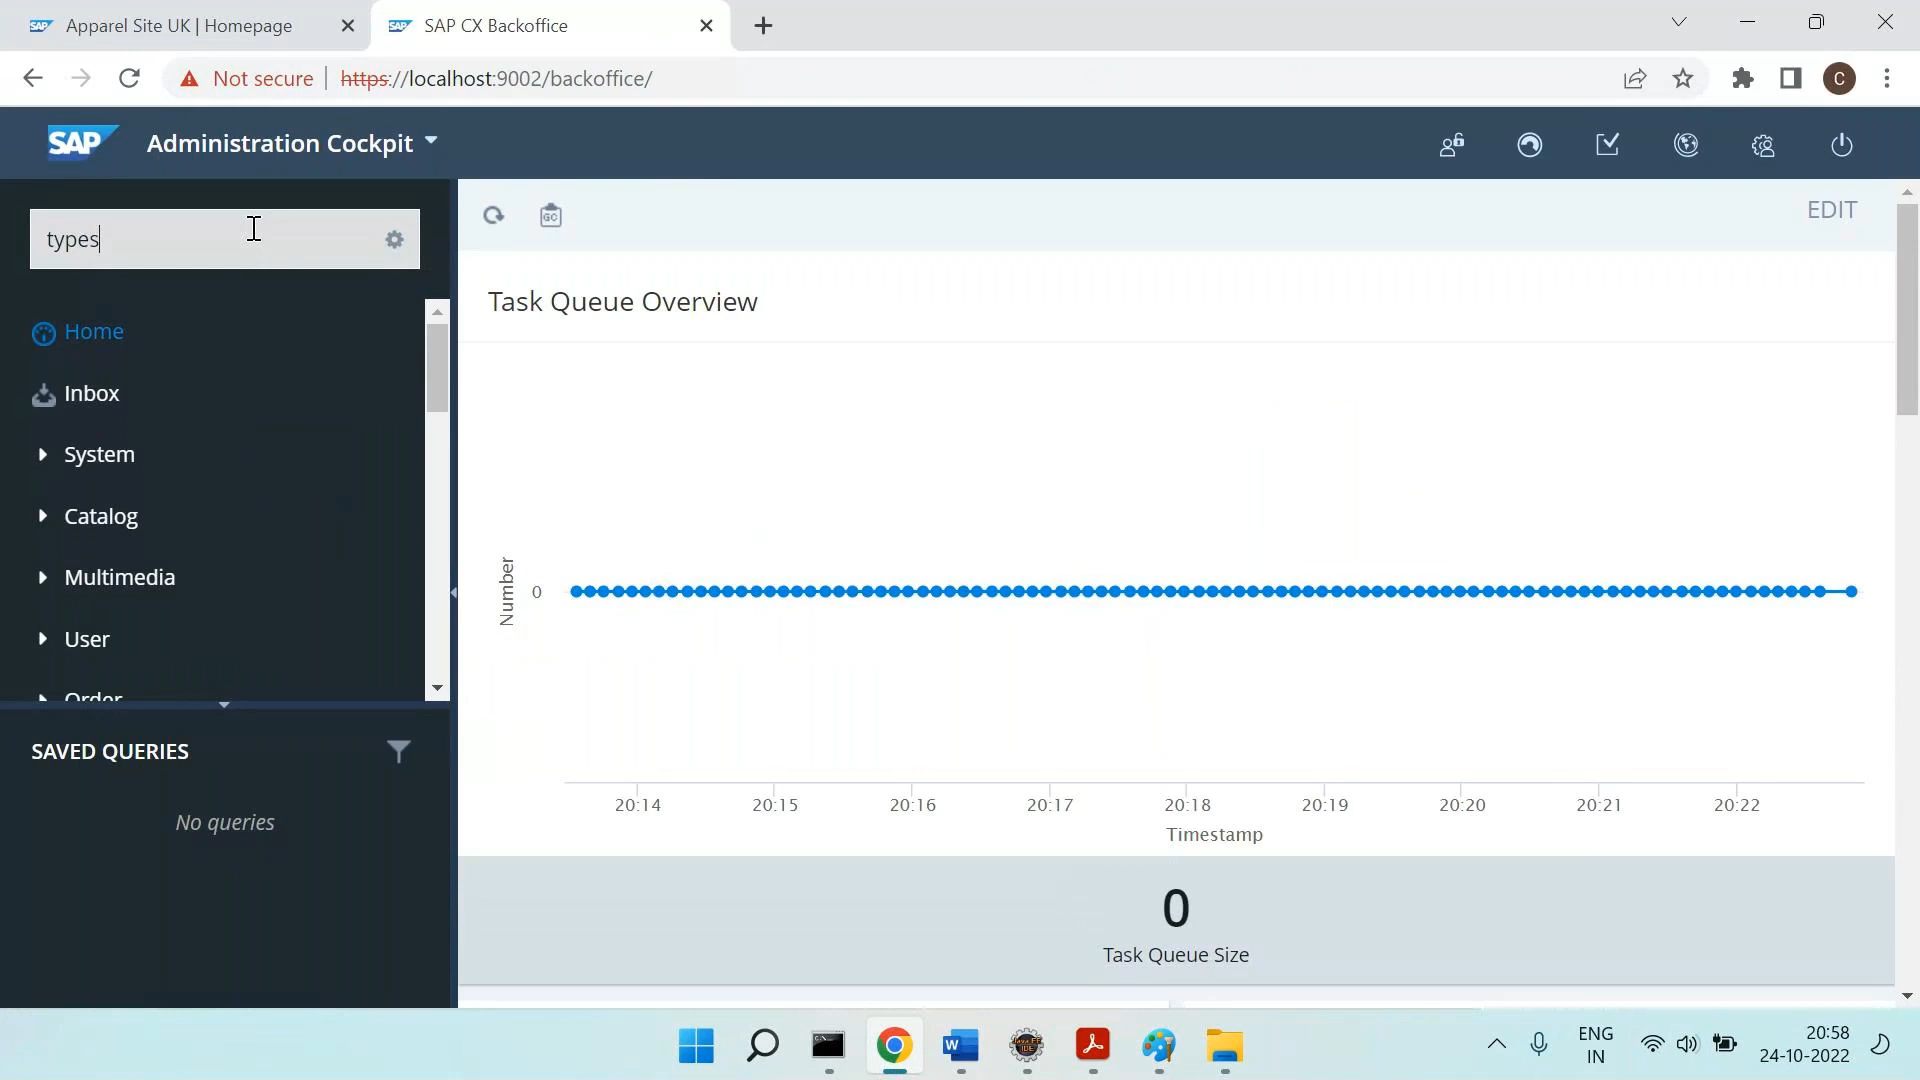 Apparel Site UK | Homepage
SAP CX Backoffice
Not secure
https://localhost:9002/backoffice/
C
SAP
Administration Cockpit
types
EDIT
Home
Inbox
System
Catalog
Multimedia
User
Order
SAVED QUERIES
No queries
GC
Task Queue Overview
Number
0
20:14
20:15
20:16
20:17
20:18
20:19
20:20
20:21
20:22
Timestamp
0
Task Queue Size
ENG
IN
20:58
24-10-2022